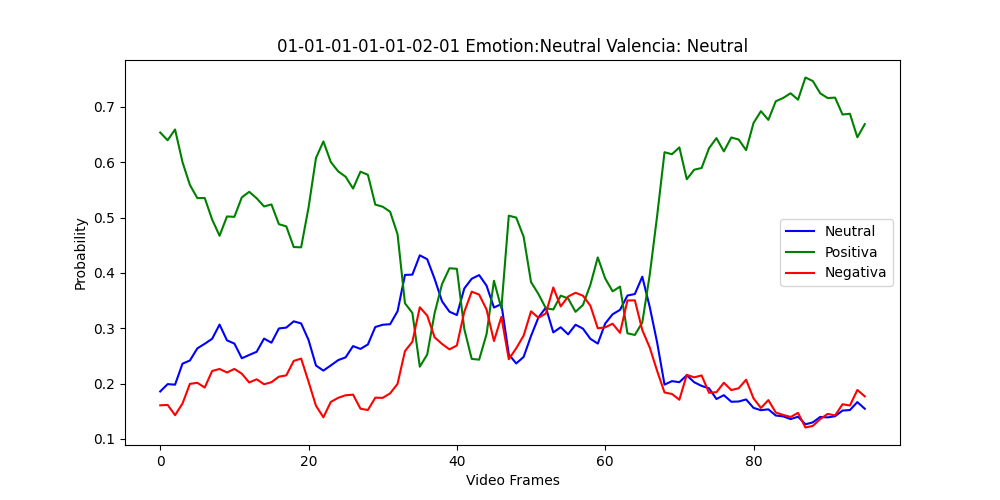 01-01-01-01-01-02-01 Emotion:Neutral Valencia: Neutral
Probability
0.7
0.6
0.5
0.4
0.3
0.2
0.1
Neutral
Positiva
Negativa
0 20 40 60 80
Video Frames